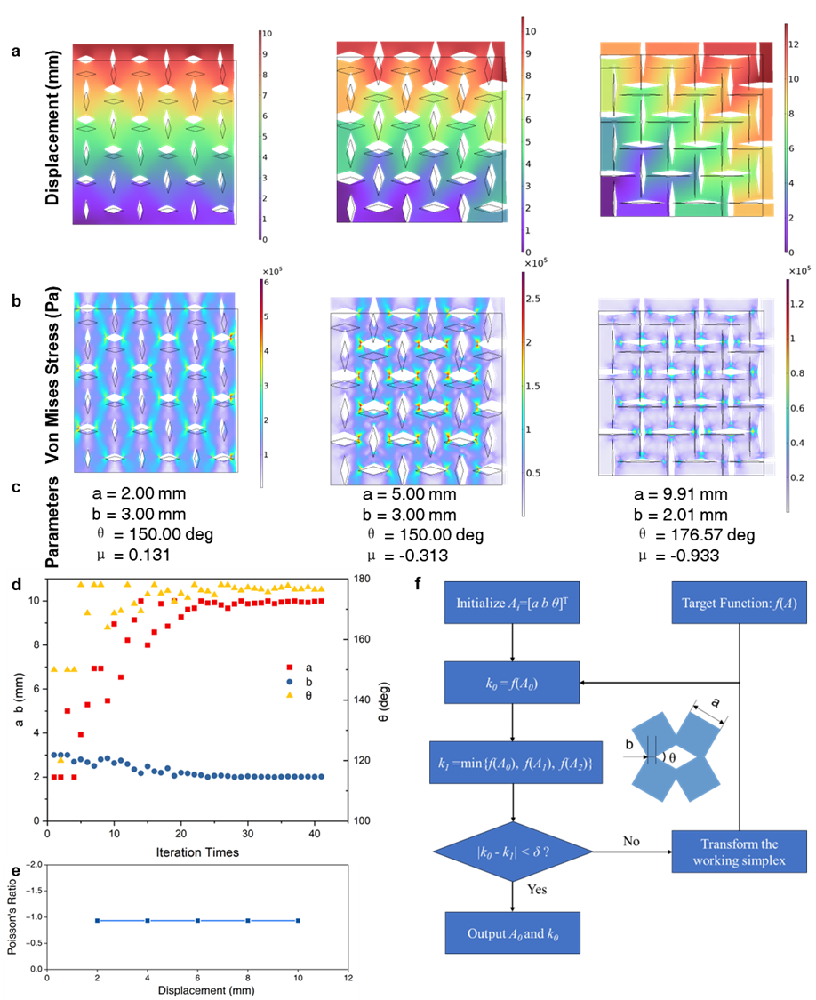 a
Displacement (mm)
10
9
8
7
6
5
4
3
2
1
0
10
9
8
7
6
5
4
3
2
1
0
12
10
8
6
4
2
0
b
Von Mises Stress (Pa)
×10⁵
6
5
4
3
2
1
×10⁵
2.5
2
1.5
1
0.5
×10⁵
1.2
1
0.8
0.6
0.4
0.2
c
Parameters
a = 2.00 mm
b = 3.00 mm
θ = 150.00 deg
μ = 0.131
a = 5.00 mm
b = 3.00 mm
θ = 150.00 deg
μ = -0.313
a = 9.91 mm
b = 2.01 mm
θ = 176.57 deg
μ = -0.933
d
a b (mm)
10
8
6
4
2
0
0
10
20
30
40
Iteration Times
180
160
140
120
100
θ (deg)
a
b
θ
e
Poisson's Ratio
−2.0
−1.5
−1.0
−0.5
0.0
0
2
4
6
8
10
12
Displacement (mm)
f
Initialize Aᵢ=[a b θ]ᵀ
Target Function: f(A)
k₀ = f(A₀)
k₁ =min{f(A₀), f(A₁), f(A₂)}
|k₀ - k₁| < δ ?
No
Transform the
working simplex
Yes
Output A₀ and k₀
a
b
θ